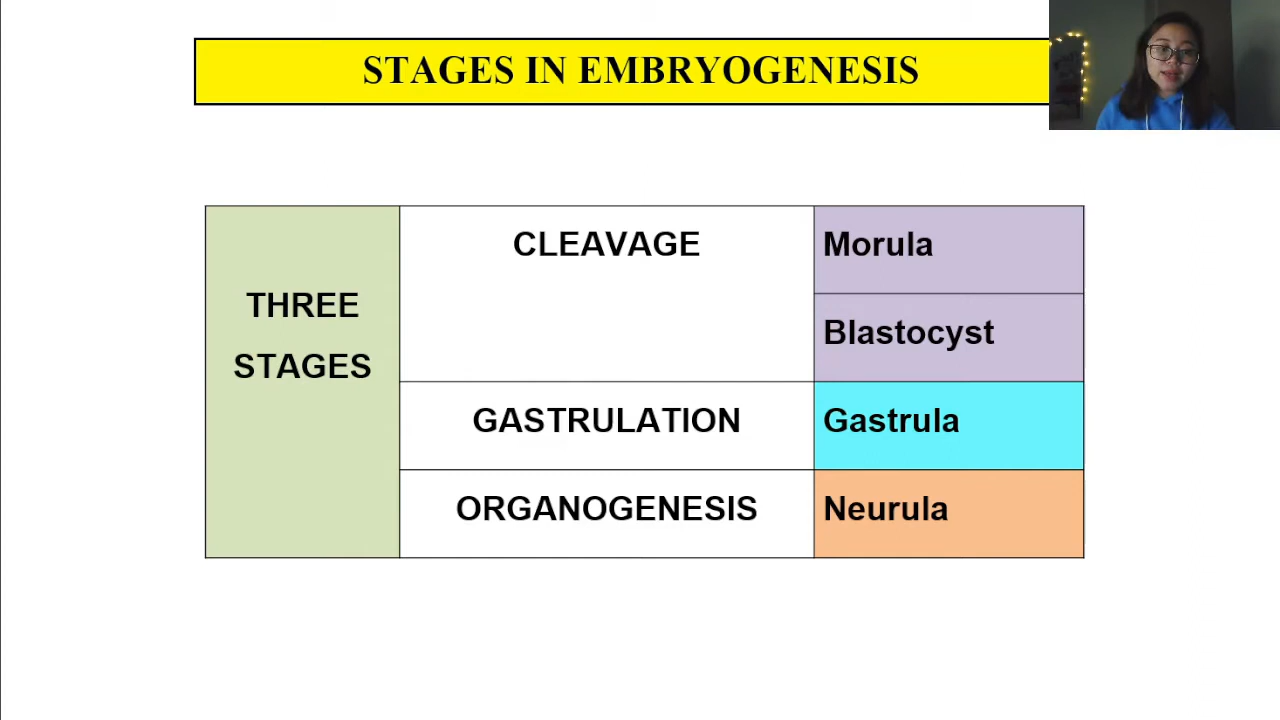 STAGES IN EMBRYOGENESIS
THREE
STAGES
CLEAVAGE
Morula
Blastocyst
GASTRULATION
Gastrula
ORGANOGENESIS
Neurula